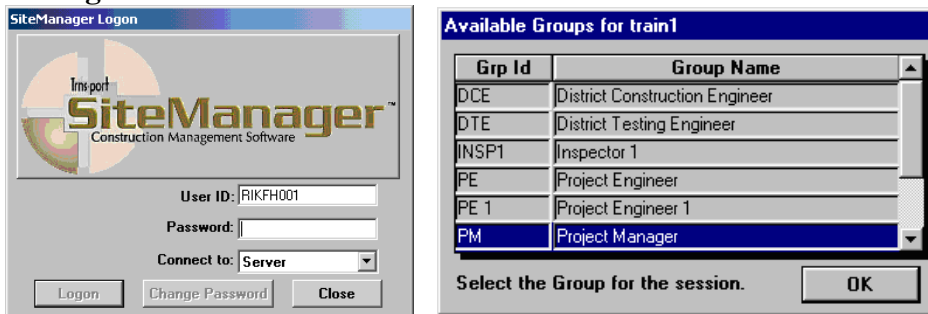 SiteManager Logon
Trns·port
SiteManager™
Construction Management Software
User ID: RIKFH001
Password:
Connect to: Server
Logon Change Password Close
Available Groups for train1
Grp Id Group Name
DCE District Construction Engineer
DTE District Testing Engineer
INSP1 Inspector 1
PE Project Engineer
PE 1 Project Engineer 1
PM Project Manager
Select the Group for the session. OK